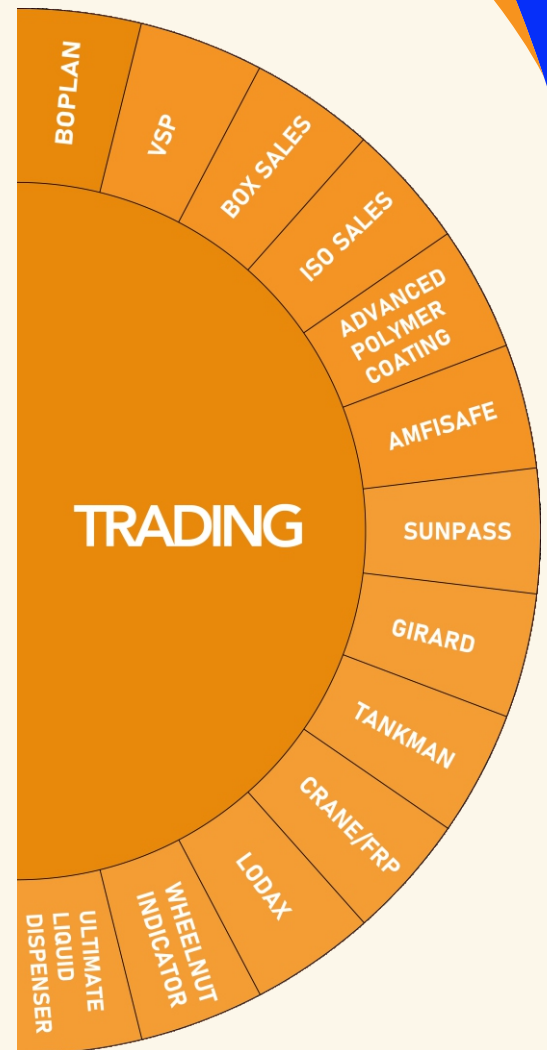 BOPLAN
VSP
BOX SALES
ISO SALES
ADVANCED
POLYMER
COATING
AMFISAFE
SUNPASS
TRADING
GIRARD
TANKMAN
CRANE/FRP
LODAX
WHEELNUT
INDICATOR
ULTIMATE
LIQUID
DISPENSER